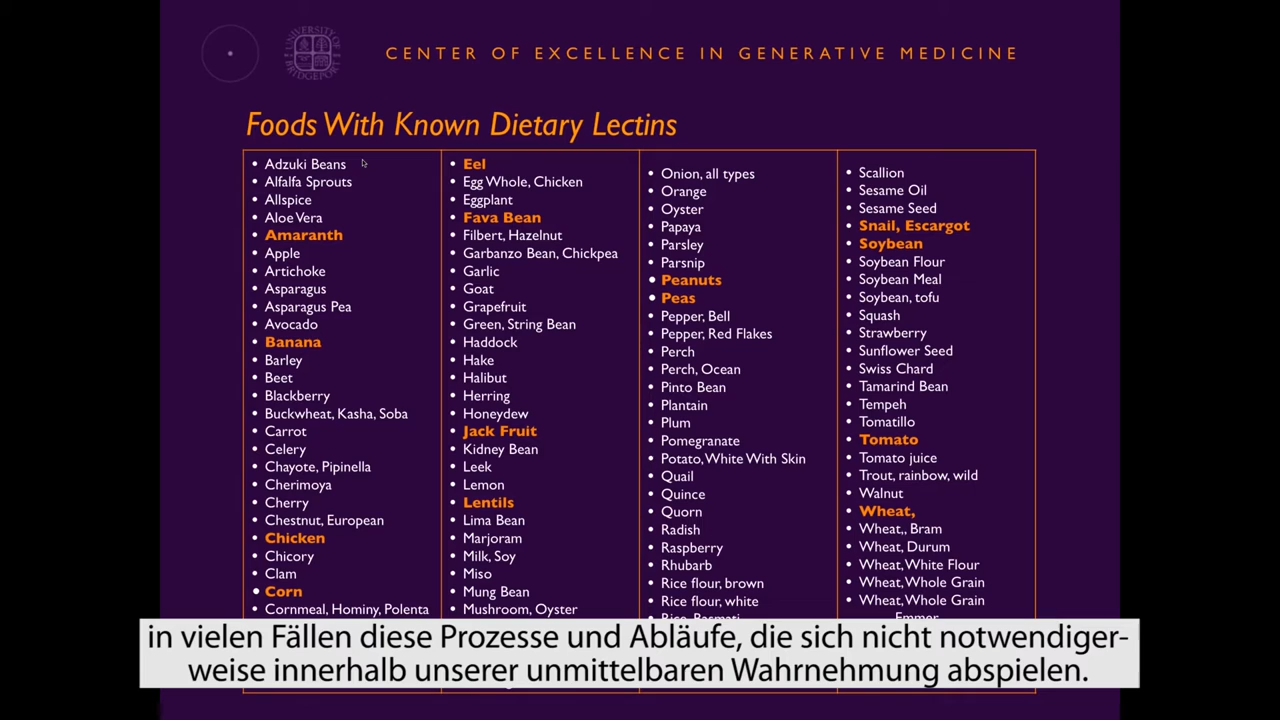 UNIVERSITY OF
BRIDGEPORT
CENTER OF EXCELLENCE IN GENERATIVE MEDICINE
Foods With Known Dietary Lectins
• Adzuki Beans
• Alfalfa Sprouts
• Allspice
• Aloe Vera
• Amaranth
• Apple
• Artichoke
• Asparagus
• Asparagus Pea
• Avocado
• Banana
• Barley
• Beet
• Blackberry
• Buckwheat, Kasha, Soba
• Carrot
• Celery
• Chayote, Pipinella
• Cherimoya
• Cherry
• Chestnut, European
• Chicken
• Chicory
• Clam
• Corn
• Cornmeal, Hominy, Polenta
• Eel
• Egg Whole, Chicken
• Eggplant
• Fava Bean
• Filbert, Hazelnut
• Garbanzo Bean, Chickpea
• Garlic
• Goat
• Grapefruit
• Green, String Bean
• Haddock
• Hake
• Halibut
• Herring
• Honeydew
• Jack Fruit
• Kidney Bean
• Leek
• Lemon
• Lentils
• Lima Bean
• Marjoram
• Milk, Soy
• Miso
• Mung Bean
• Mushroom, Oyster
• Onion, all types
• Orange
• Oyster
• Papaya
• Parsley
• Parsnip
• Peanuts
• Peas
• Pepper, Bell
• Pepper, Red Flakes
• Perch
• Perch, Ocean
• Pinto Bean
• Plantain
• Plum
• Pomegranate
• Potato, White With Skin
• Quail
• Quince
• Quorn
• Radish
• Raspberry
• Rhubarb
• Rice flour, brown
• Rice flour, white
• Rice, Basmati
• Scallion
• Sesame Oil
• Sesame Seed
• Snail, Escargot
• Soybean
• Soybean Flour
• Soybean Meal
• Soybean, tofu
• Squash
• Strawberry
• Sunflower Seed
• Swiss Chard
• Tamarind Bean
• Tempeh
• Tomatillo
• Tomato
• Tomato juice
• Trout, rainbow, wild
• Walnut
• Wheat,
• Wheat,, Bram
• Wheat, Durum
• Wheat, White Flour
• Wheat, Whole Grain
• Wheat, Whole Grain
Emmer
in vielen Fällen diese Prozesse und Abläufe, die sich nicht notwendiger-
weise innerhalb unserer unmittelbaren Wahrnehmung abspielen.